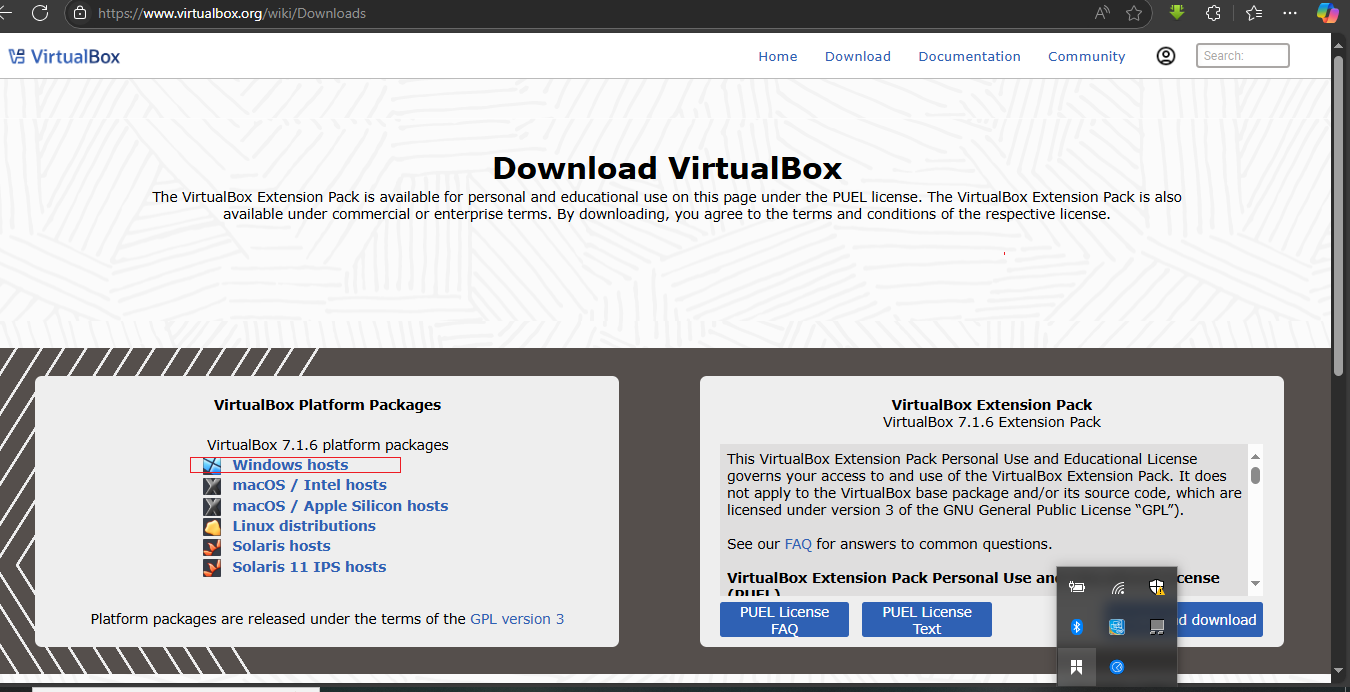 https://www.virtualbox.org/wiki/Downloads
VirtualBox
Home
Download
Documentation
Community
Search:
Download VirtualBox
The VirtualBox Extension Pack is available for personal and educational use on this page under the PUEL license. The VirtualBox Extension Pack is also
available under commercial or enterprise terms. By downloading, you agree to the terms and conditions of the respective license.
VirtualBox Platform Packages
VirtualBox 7.1.6 platform packages
Windows hosts
macOS / Intel hosts
macOS / Apple Silicon hosts
Linux distributions
Solaris hosts
Solaris 11 IPS hosts
Platform packages are released under the terms of the GPL version 3
VirtualBox Extension Pack
VirtualBox 7.1.6 Extension Pack
This VirtualBox Extension Pack Personal Use and Educational License
governs your access to and use of the VirtualBox Extension Pack. It does
not apply to the VirtualBox base package and/or its source code, which are
licensed under version 3 of the GNU General Public License “GPL”).
See our FAQ for answers to common questions.
VirtualBox Extension Pack Personal Use
(PUEL)
PUEL License
FAQ
PUEL License
Text
download